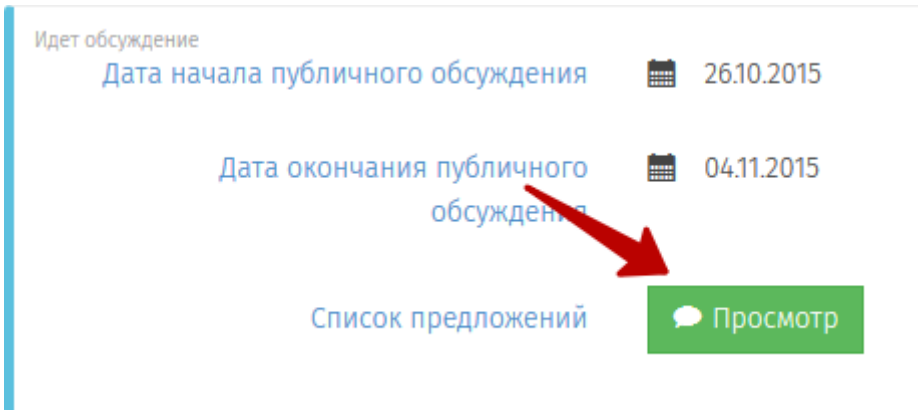 Идет обсуждение
Дата начала публичного обсуждения 26.10.2015
Дата окончания публичного 04.11.2015
обсуждения
Список предложений Просмотр